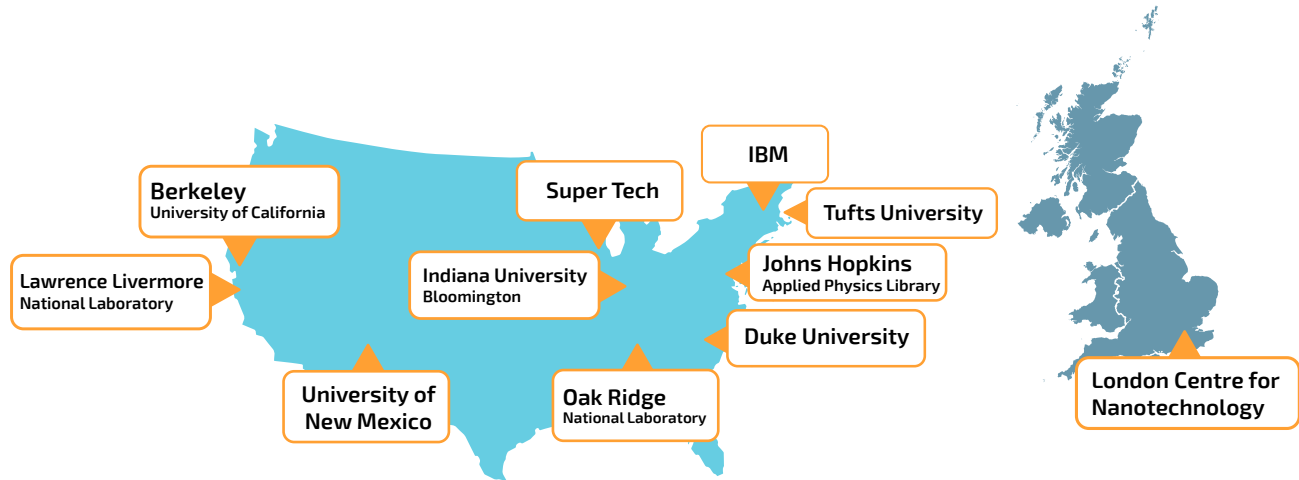 IBM
Berkeley
University of California
Super Tech
Tufts University
Lawrence Livermore
National Laboratory
Indiana University
Bloomington
Johns Hopkins
Applied Physics Library
Duke University
University of
New Mexico
Oak Ridge
National Laboratory
London Centre for
Nanotechnology